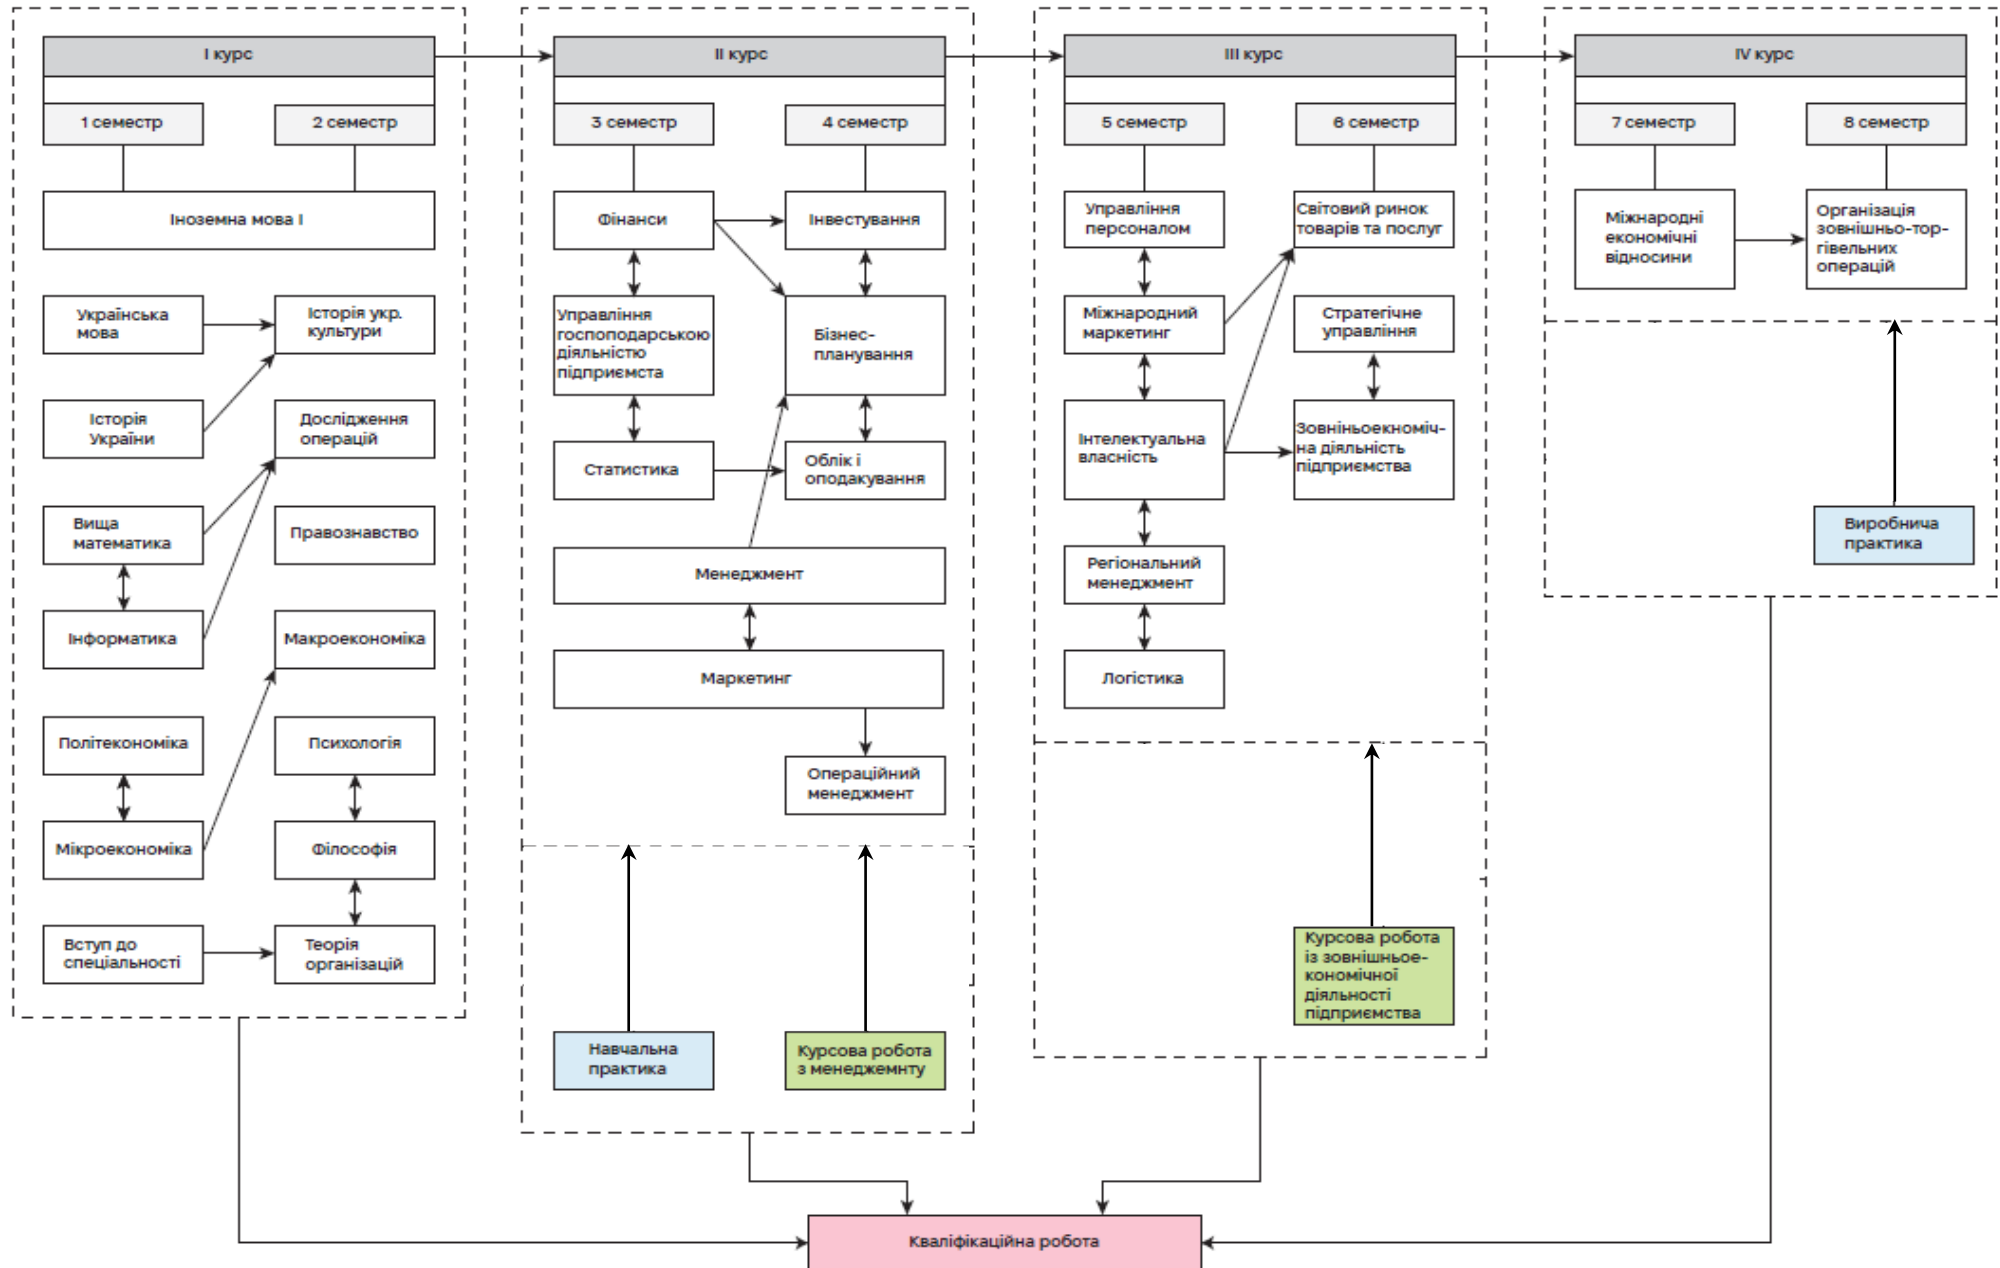 І курс
1 семестр
2 семестр
Іноземна мова І
Українська
мова
Історія укр.
культури
Історія
України
Дослідження
операцій
Вища
математика
Правознавство
Інформатика
Макроекономіка
Політекономіка
Психологія
Мікроекономіка
Філософія
Вступ до
спеціальності
Теорія
організацій
ІІ курс
3 семестр
4 семестр
Фінанси
Інвестування
Управління
господарською
діяльністю
підприємста
Бізнес-
планування
Статистика
Облік і
оподакування
Менеджмент
Маркетинг
Операційний
менеджмент
Навчальна
практика
Курсова робота
з менеджемнту
ІІІ курс
5 семестр
6 семестр
Управління
персоналом
Світовий ринок
товарів та послуг
Міжнародний
маркетинг
Стратегічне
управління
Інтелектуальна
власність
Зовніньоекноміч-
на діяльність
підприємства
Регіональний
менеджмент
Логістика
Курсова робота
із зовнішньое-
кономічної
діяльності
підприємства
IV курс
7 семестр
8 семестр
Міжнародні
економічні
відносини
Організація
зовнішньо-тор-
гівельних
операцій
Виробнича
практика
Кваліфікаційна робота